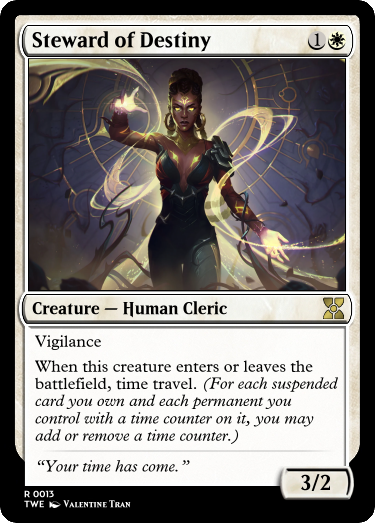 Steward of Destiny 1
Creature — Human Cleric
Vigilance
When this creature enters or leaves the
battlefield, time travel. (For each suspended
card you own and each permanent you
control with a time counter on it, you may
add or remove a time counter.)
“Your time has come.”
3/2
R 0013
TWE Valentine Tran